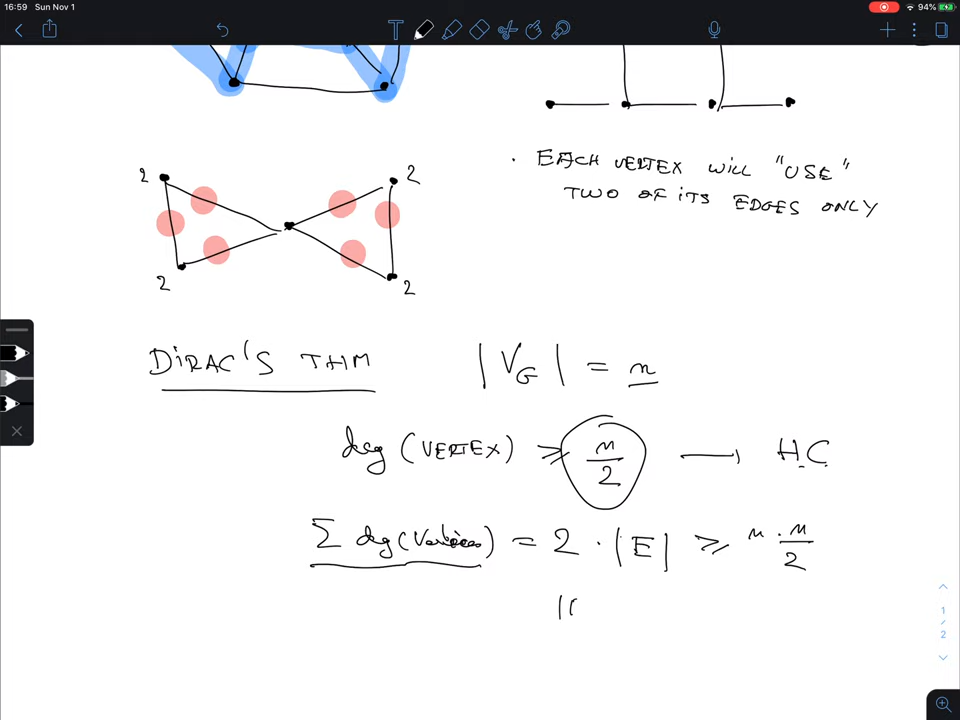 16:59 Sun Nov 1
94%
T
2
2
2
2
· EACH VERTEX WILL "USE"
TWO OF ITS EDGES ONLY
DIRAC'S THM |V_G| = n
deg (VERTEX) ≥ n/2 → H.C.
Σ deg(Vertices) = 2 · |E| ≥ n · n/2
1
/
2